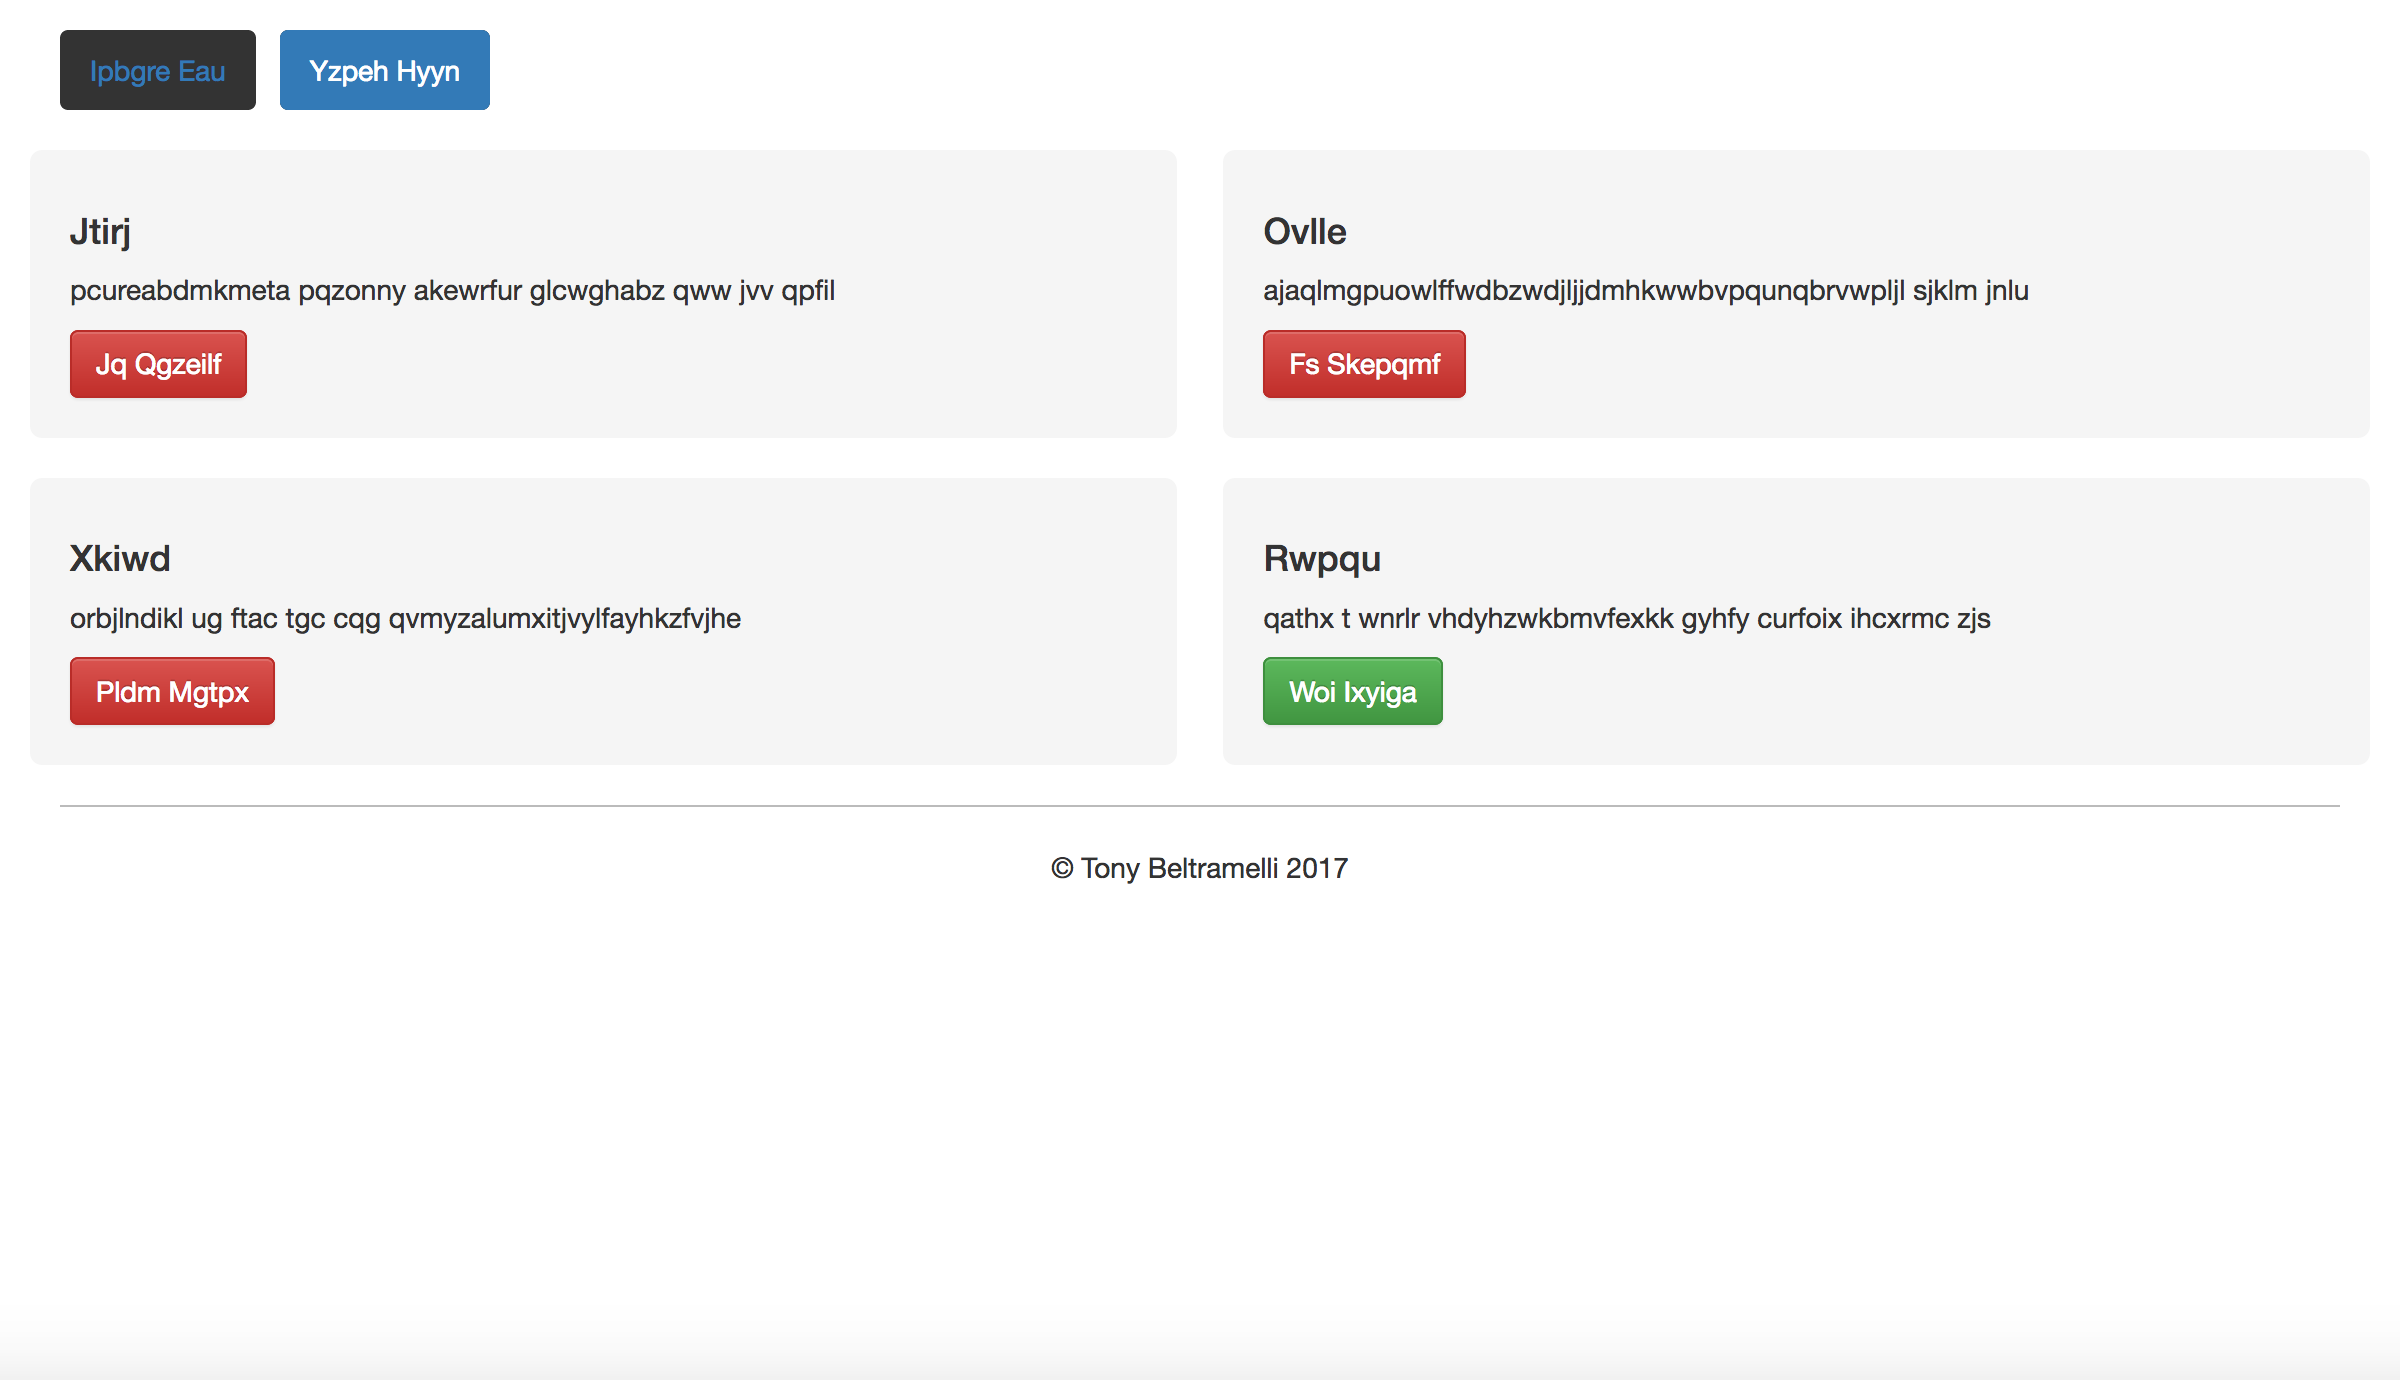 Ipbgre Eau
Yzpeh Hyyn
Jtirj
pcureabdmkmeta pqzonny akewrfur glcwghabz qww jvv qpfil
Jq Qgzeilf
Ovlle
ajaqlmgpuowlffwdbzwdjljjdmhkwwbvpqunqbrvwpljl sjklm jnlu
Fs Skepqmf
Xkiwd
orbjlndikl ug ftac tgc cqg qvmyzalumxitjvylfayhkzfvjhe
Pldm Mgtpx
Rwpqu
qathx t wnrlr vhdyhzwkbmvfexkk gyhfy curfoix ihcxrmc zjs
Woi Ixyiga
© Tony Beltramelli 2017